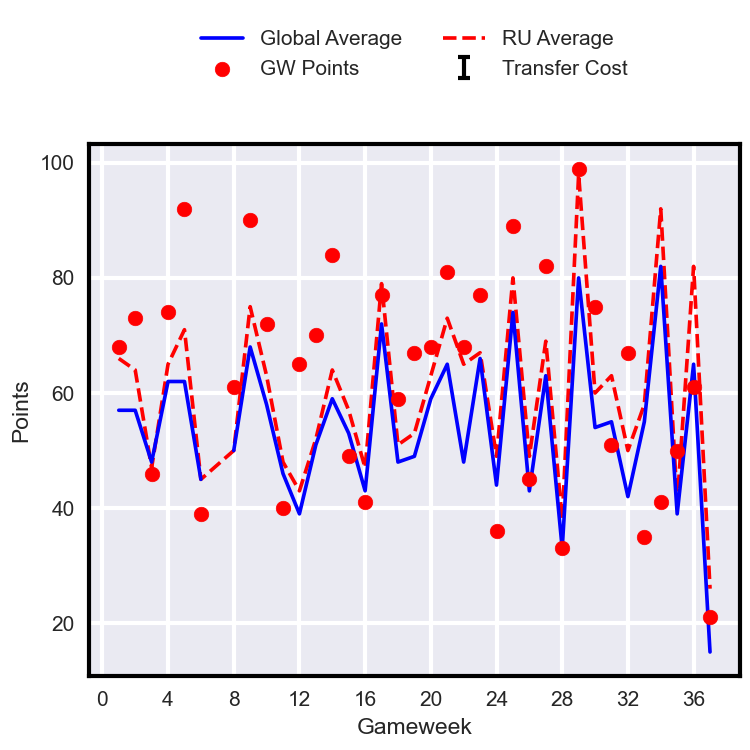 Global Average
RU Average
GW Points
Transfer Cost
100
80
60
40
20
Points
0 4 8 12 16 20 24 28 32 36
Gameweek